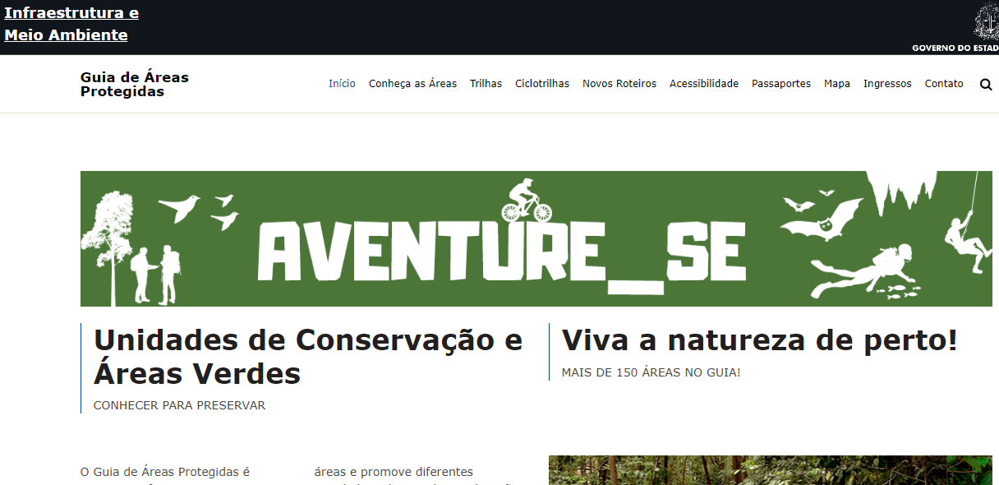 Infraestrutura e
Meio Ambiente
GOVERNO DO ESTAD
Guia de Áreas
Protegidas
Início Conheça as Áreas Trilhas Ciclotrilhas Novos Roteiros Acessibilidade Passaportes Mapa Ingressos Contato
AVENTURE_SE
Unidades de Conservação e
Áreas Verdes
CONHECER PARA PRESERVAR
Viva a natureza de perto!
MAIS DE 150 ÁREAS NO GUIA!
O Guia de Áreas Protegidas é
áreas e promove diferentes